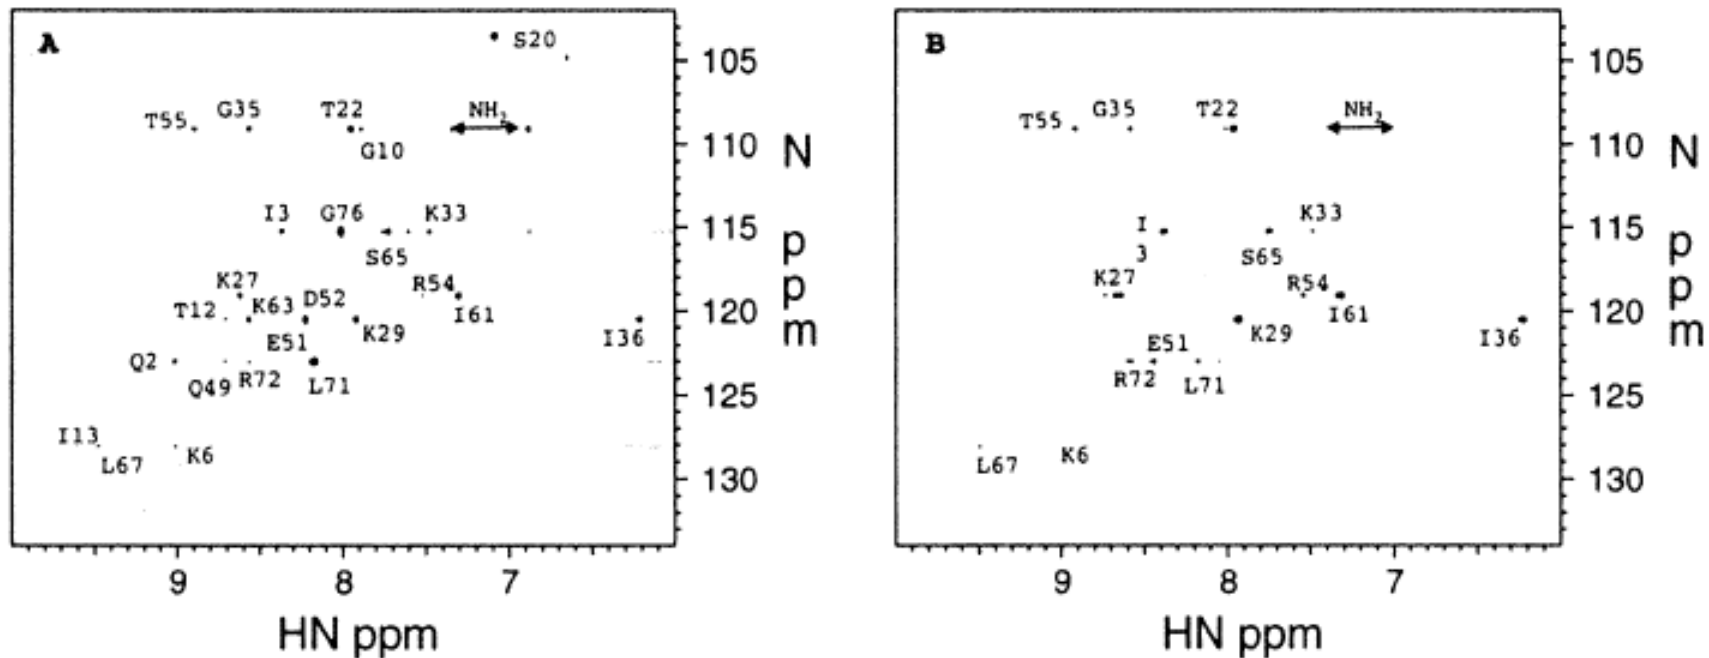 A
S20
105
T55 G35 T22 NH2
G10
110
N
I3 G76 K33
115
S65
p
K27 R54
p
T12 K63 D52 I61
120
m
K29 I36
E51
Q2
Q49 R72 L71
125
I13
L67 K6
130
9 8 7
HN ppm
B
105
T55 G35 T22 NH2
110
N
I K33
115
3 S65
p
K27 R54
p
I61
120
m
K29 I36
E51
R72 L71
125
L67 K6
130
9 8 7
HN ppm